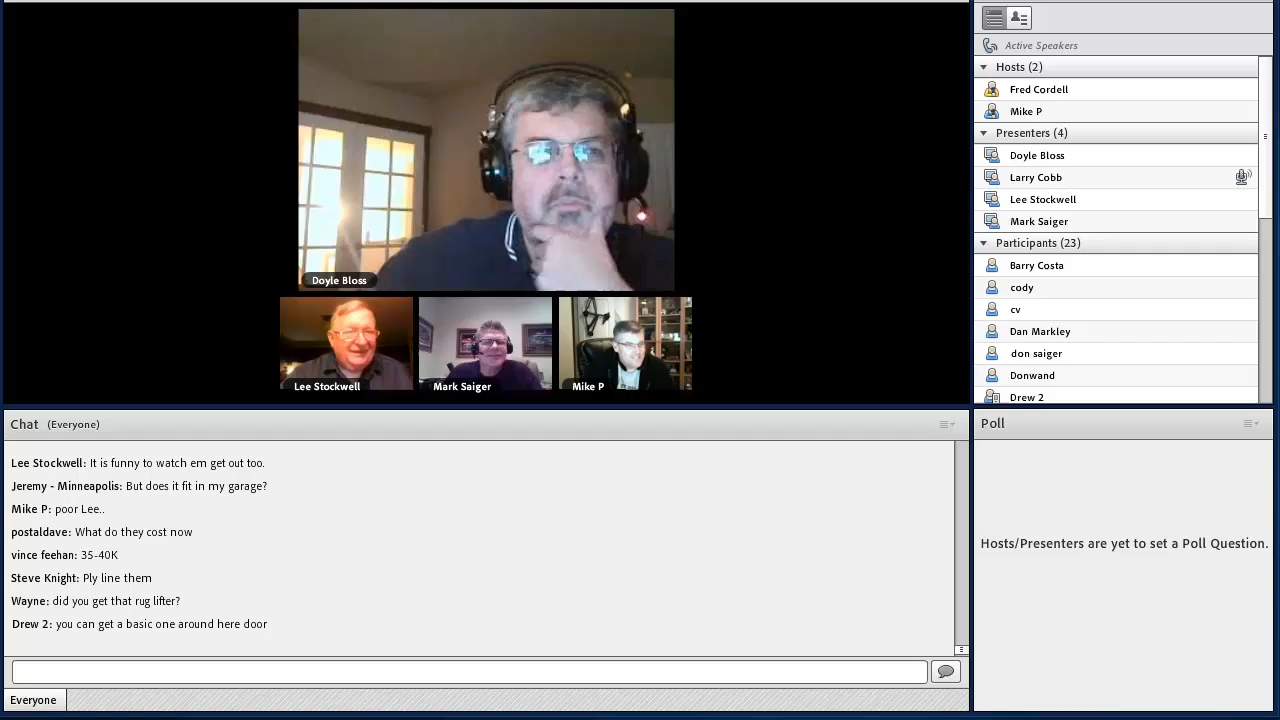 Doyle Bloss
Lee Stockwell
Mark Saiger
Mike P
Active Speakers
Hosts (2)
Fred Cordell
Mike P
Presenters (4)
Doyle Bloss
Larry Cobb
Lee Stockwell
Mark Saiger
Participants (23)
Barry Costa
cody
cv
Dan Markley
don saiger
Donwand
Drew 2
Chat (Everyone)
Lee Stockwell: It is funny to watch em get out too.
Jeremy - Minneapolis: But does it fit in my garage?
Mike P: poor Lee..
postaldave: What do they cost now
vince feehan: 35-40K
Steve Knight: Ply line them
Wayne: did you get that rug lifter?
Drew 2: you can get a basic one around here door
Everyone
Poll
Hosts/Presenters are yet to set a Poll Question.